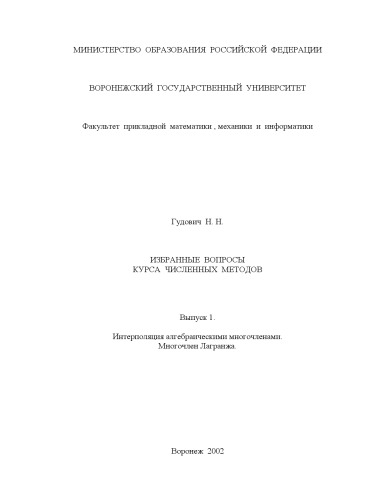 МИНИСТЕРСТВО ОБРАЗОВАНИЯ РОССИЙСКОЙ ФЕДЕРАЦИИ
ВОРОНЕЖСКИЙ ГОСУДАРСТВЕННЫЙ УНИВЕРСИТЕТ
Факультет прикладной математики , механики и информатики
Гудович Н. Н.
ИЗБРАННЫЕ ВОПРОСЫ
КУРСА ЧИСЛЕННЫХ МЕТОДОВ
Выпуск 1.
Интерполяция алгебраическими многочленами.
Многочлен Лагранжа.
Воронеж 2002